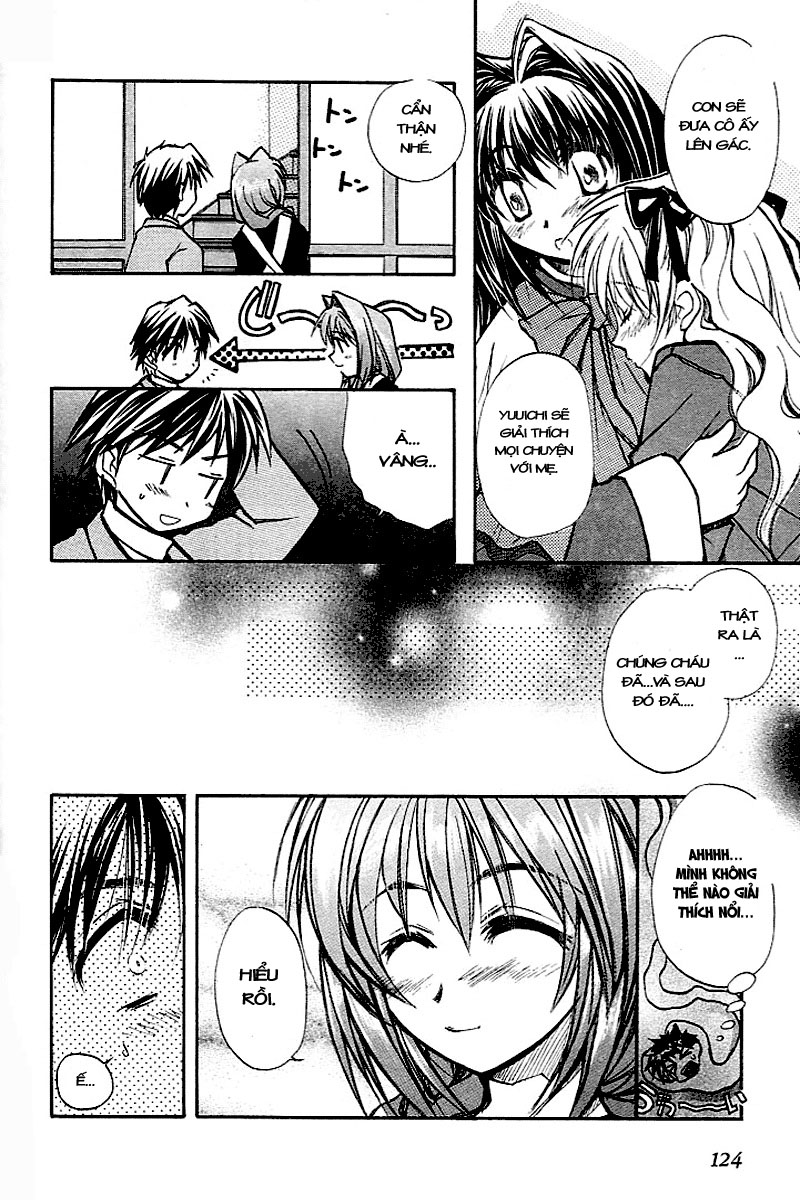 CON SẼ
ĐƯA CÔ ẤY
LÊN GÁC.
YUUICHI SẼ
GIẢI THÍCH
MỌI CHUYỆN
VỚI MẸ.
CẨN
THẬN
NHÉ.
トン
トン
トン
À...
VÂNG..
THẬT
RA LÀ
...
CHÚNG CHÁU
ĐÃ...VÀ SAU
ĐÓ ĐÃ....
AHHHH...
MÌNH KHÔNG
THỂ NÀO GIẢI
THÍCH NỔI...
HIỂU
RỒI.
Ế...
124